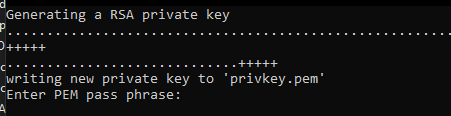 Generating a RSA private key
........................................................
+++++
.............................+++++
writing new private key to 'privkey.pem'
Enter PEM pass phrase: